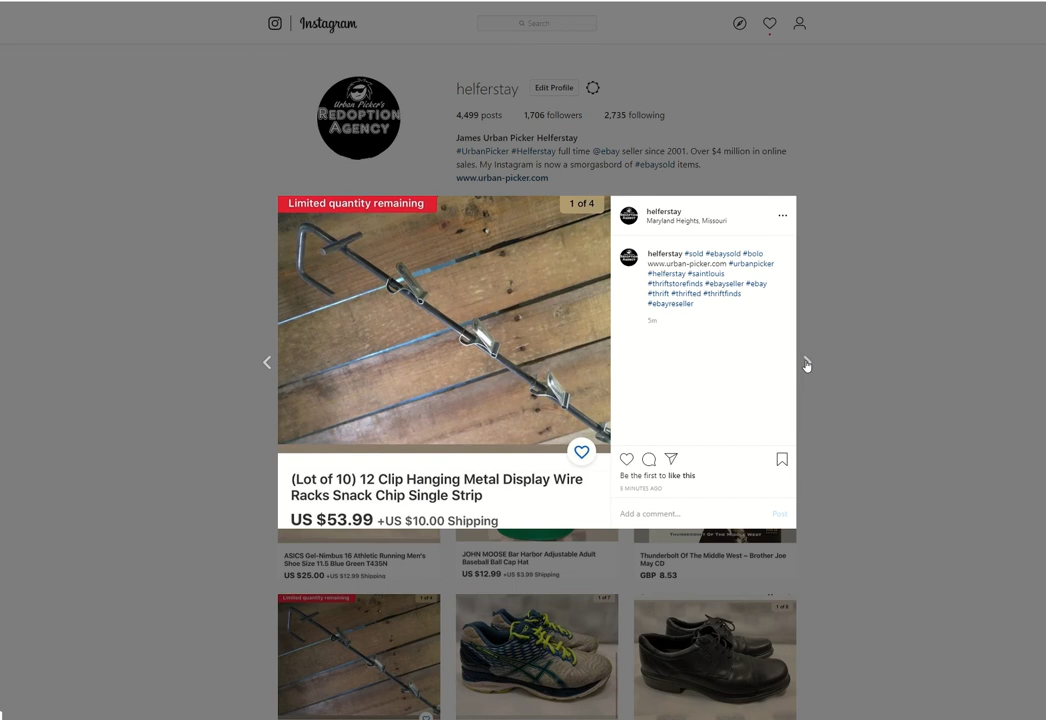 Instagram
Search
Urban Picker's
REDOPTION
AGENCY
helferstay
Edit Profile
4,499 posts 1,706 followers 2,735 following
James Urban Picker Helferstay
#UrbanPicker #Helferstay full time @ebay seller since 2001. Over $4 million in online
sales. My Instagram is now a smorgasbord of #ebaysold items.
www.urban-picker.com
Limited quantity remaining
1 of 4
(Lot of 10) 12 Clip Hanging Metal Display Wire
Racks Snack Chip Single Strip
US $53.99 +US $10.00 Shipping
helferstay
Maryland Heights, Missouri
helferstay #sold #ebaysold #bolo
www.urban-picker.com #urbanpicker
#helferstay #saintlouis
#thriftstorefinds #ebayseller #ebay
#thrift #thrifted #thriftfinds
#ebayreseller
5m
Be the first to like this
5 MINUTES AGO
Add a comment...
Post
ASICS Gel-Nimbus 16 Athletic Running Men's
Shoe Size 11.5 Blue Green T435N
US $25.00 +US $12.99 Shipping
JOHN MOOSE Bar Harbor Adjustable Adult
Baseball Ball Cap Hat
US $12.99 +US $3.99 Shipping
THUNDERBOLT OF THE MIDDLE WEST
Thunderbolt Of The Middle West ~ Brother Joe
May CD
GBP 8.53
Limited quantity remaining
1 of 4